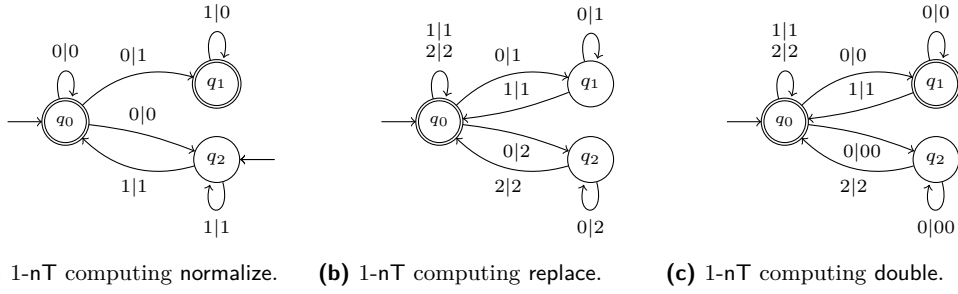 1|0
0|0
0|1
q0
q1
0|0
q2
1|1
1|1
1-nT computing normalize.
1|1
2|2
0|1
0|1
1|1
q0
q1
0|2
q2
2|2
0|2
(b) 1-nT computing replace.
1|1
2|2
0|0
0|0
1|1
q0
q1
0|00
q2
2|2
0|00
(c) 1-nT computing double.